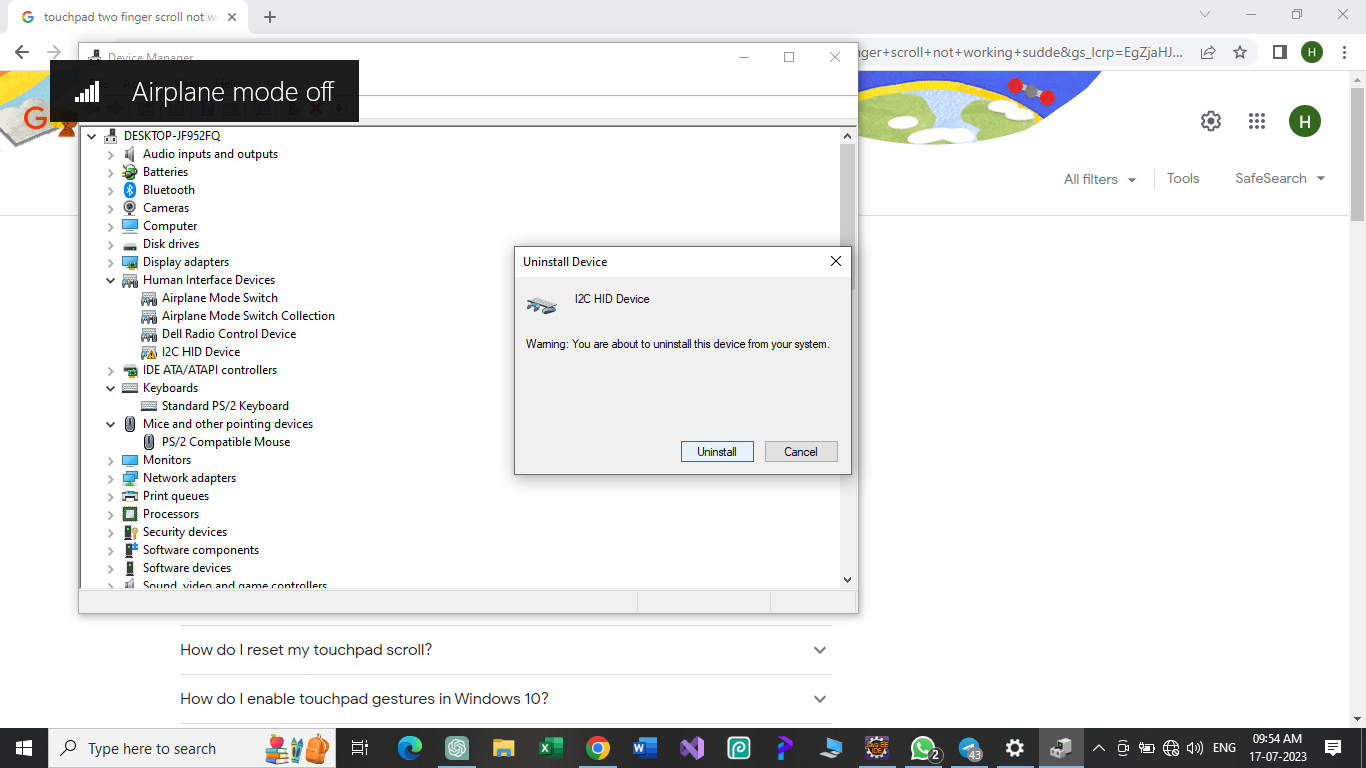 touchpad two finger scroll not w
Device Manager
nger+scroll+not+working+sudde&gs_lcrp=EgZjaHJ...
H
Airplane mode off
G
H
All filters
Tools
SafeSearch
DESKTOP-JF952FQ
Audio inputs and outputs
Batteries
Bluetooth
Cameras
Computer
Disk drives
Display adapters
Human Interface Devices
Airplane Mode Switch
Airplane Mode Switch Collection
Dell Radio Control Device
I2C HID Device
IDE ATA/ATAPI controllers
Keyboards
Standard PS/2 Keyboard
Mice and other pointing devices
PS/2 Compatible Mouse
Monitors
Network adapters
Print queues
Processors
Security devices
Software components
Software devices
Sound, video and game controllers
Uninstall Device
I2C HID Device
Warning: You are about to uninstall this device from your system.
Uninstall
Cancel
How do I reset my touchpad scroll?
How do I enable touchpad gestures in Windows 10?
Type here to search
Java EE
IDE
2
43
ENG
09:54 AM
17-07-2023